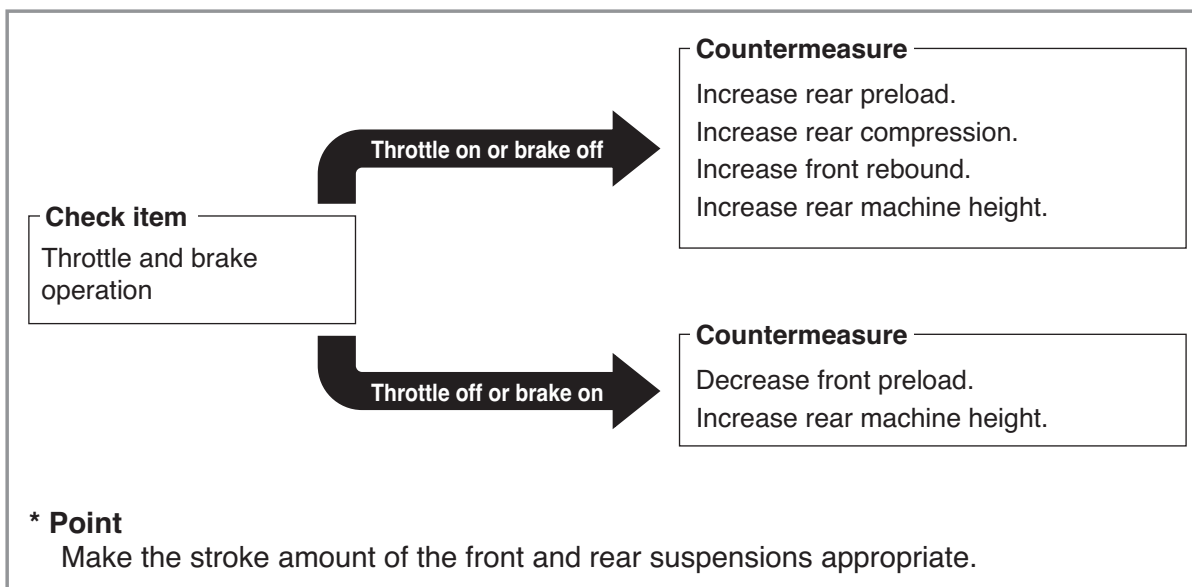 Check item
Throttle and brake
operation
Throttle on or brake off
Countermeasure
Increase rear preload.
Increase rear compression.
Increase front rebound.
Increase rear machine height.
Throttle off or brake on
Countermeasure
Decrease front preload.
Increase rear machine height.
* Point
Make the stroke amount of the front and rear suspensions appropriate.